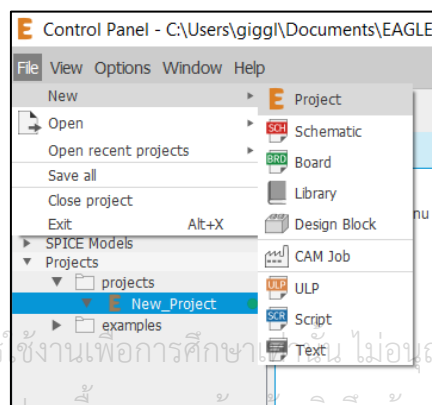 E Control Panel - C:\Users\giggl\Documents\EAGLE
File View Options Window Help
New
Open
Open recent projects
Save all
Close project
Exit Alt+X
Project
SCH Schematic
BRD Board
Library
Design Block
CAM Job
ULP ULP
SCR Script
Text
nu
SPICE Models
Projects
projects
E New_Project
examples
ใช้งานเพื่อการศึกษาเท่านั้น ไม่อนุ